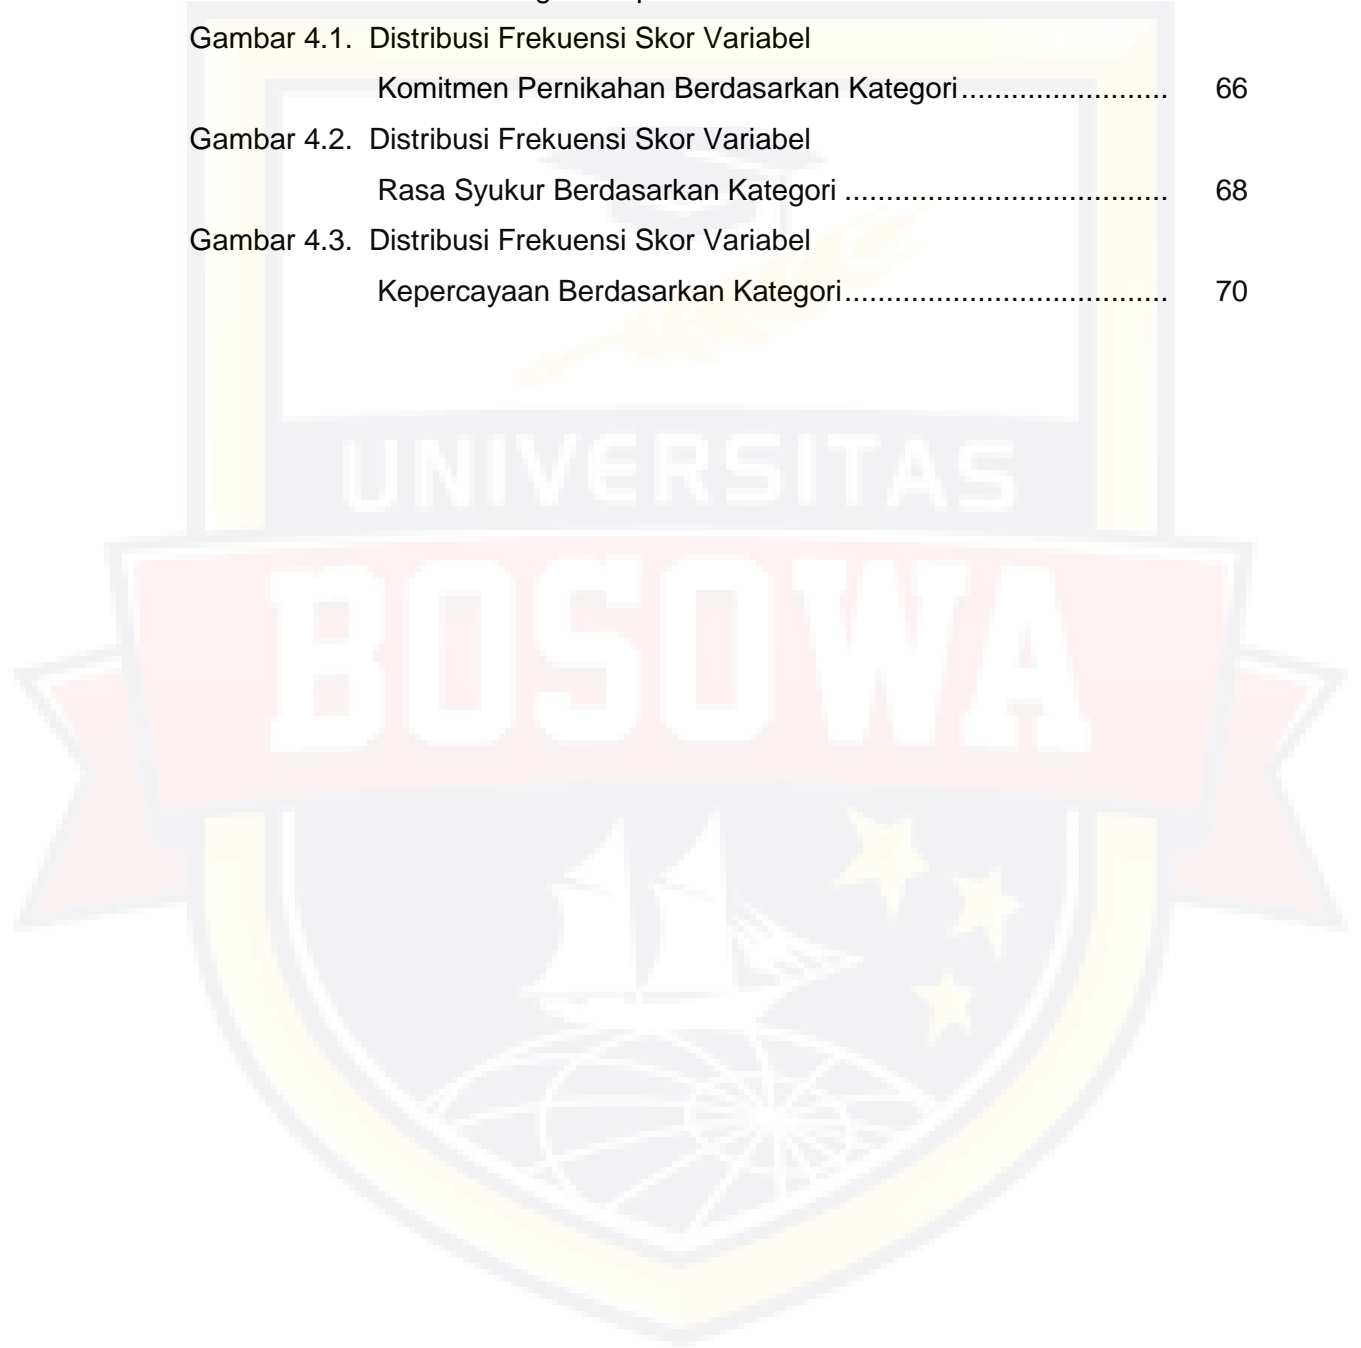 Gambar 4.1.  Distribusi Frekuensi Skor Variabel
Komitmen Pernikahan Berdasarkan Kategori......................... 66
Gambar 4.2.  Distribusi Frekuensi Skor Variabel
Rasa Syukur Berdasarkan Kategori ....................................... 68
Gambar 4.3.  Distribusi Frekuensi Skor Variabel
Kepercayaan Berdasarkan Kategori....................................... 70
UNIVERSITAS
BOSOWA